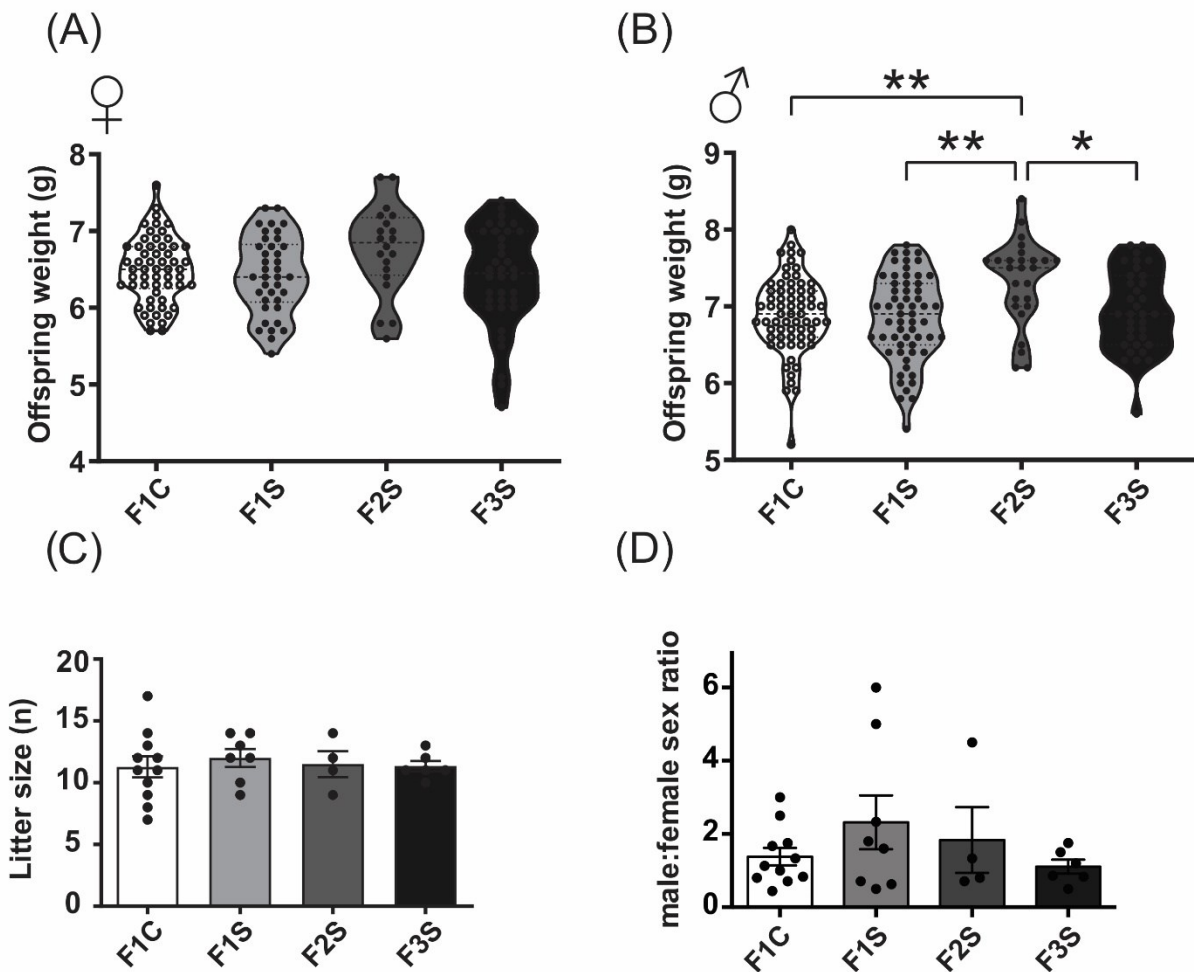 (A)
♀
Offspring weight (g)
8
7
6
5
4
F1C F1S F2S F3S
(B)
♂
**
** *
Offspring weight (g)
9
8
7
6
5
F1C F1S F2S F3S
(C)
Litter size (n)
20
15
10
5
0
F1C F1S F2S F3S
(D)
male:female sex ratio
6
4
2
0
F1C F1S F2S F3S